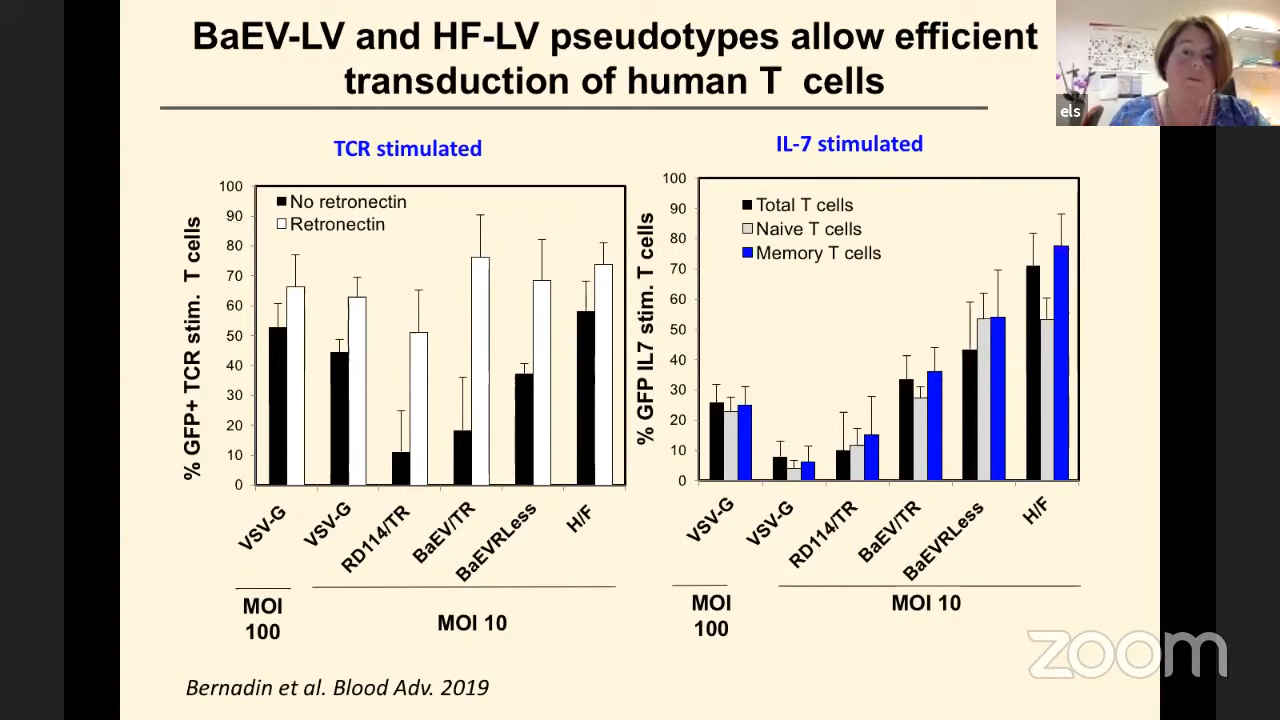 BaEV-LV and HF-LV pseudotypes allow efficient
transduction of human T cells
els
TCR stimulated
% GFP+ TCR stim. T cells
100
90
80
70
60
50
40
30
20
10
0
No retronectin
Retronectin
VSV-G
VSV-G
RD114/TR
BaEV/TR
BaEVRLess
H/F
MOI
100
MOI 10
IL-7 stimulated
% GFP IL7 stim. T cells
100
90
80
70
60
50
40
30
20
10
0
Total T cells
Naive T cells
Memory T cells
VSV-G
VSV-G
RD114/TR
BaEV/TR
BaEVRLess
H/F
MOI
100
MOI 10
zoom
Bernadin et al. Blood Adv. 2019